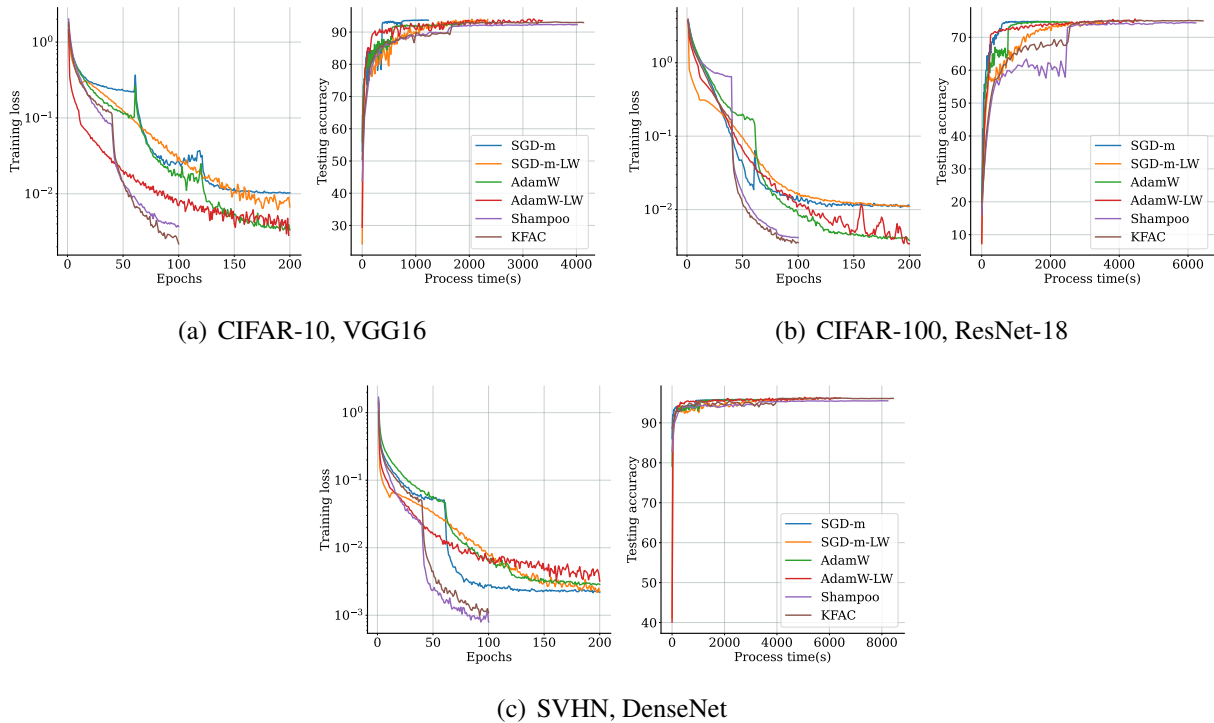 10^0
10^-1
10^-2
Training loss
0 50 100 150 200
Epochs
90
80
70
60
50
40
30
Testing accuracy
SGD-m
SGD-m-LW
AdamW
AdamW-LW
Shampoo
KFAC
0 1000 2000 3000 4000
Process time(s)
(a) CIFAR-10, VGG16
10^0
10^-1
10^-2
Training loss
0 50 100 150 200
Epochs
70
60
50
40
30
20
10
Testing accuracy
SGD-m
SGD-m-LW
AdamW
AdamW-LW
Shampoo
KFAC
0 2000 4000 6000
Process time(s)
(b) CIFAR-100, ResNet-18
10^0
10^-1
10^-2
10^-3
Training loss
0 50 100 150 200
Epochs
90
80
70
60
50
40
Testing accuracy
SGD-m
SGD-m-LW
AdamW
AdamW-LW
Shampoo
KFAC
0 2000 4000 6000 8000
Process time(s)
(c) SVHN, DenseNet